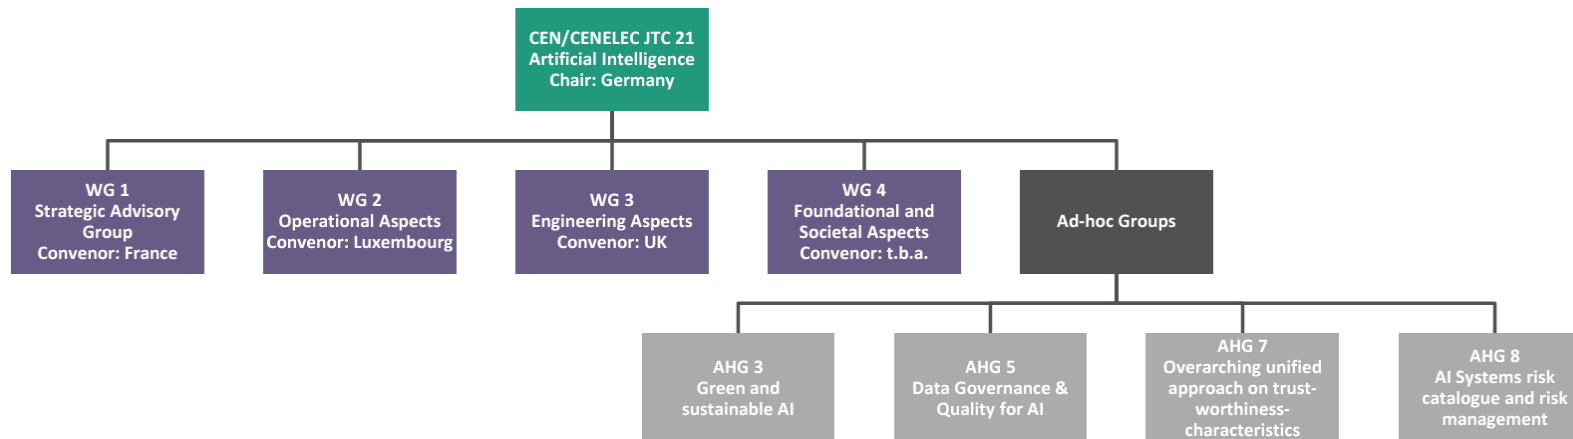 CEN/CENELEC JTC 21
Artificial Intelligence
Chair: Germany
WG 1
Strategic Advisory
Group
Convenor: France
WG 2
Operational Aspects
Convenor: Luxembourg
WG 3
Engineering Aspects
Convenor: UK
WG 4
Foundational and
Societal Aspects
Convenor: t.b.a.
Ad-hoc Groups
AHG 3
Green and
sustainable AI
AHG 5
Data Governance &
Quality for AI
AHG 7
Overarching unified
approach on trust-
worthiness-
characteristics
AHG 8
AI Systems risk
catalogue and risk
management